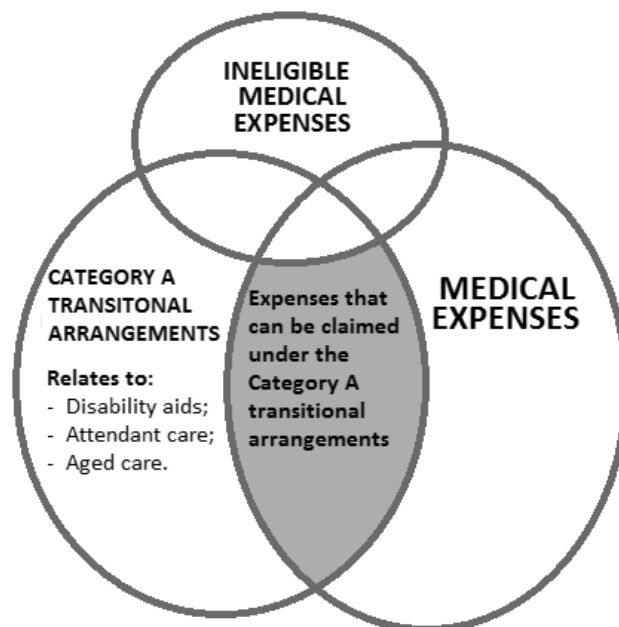 INELIGIBLE
MEDICAL
EXPENSES
CATEGORY A
TRANSITONAL
ARRANGEMENTS
Relates to:
- Disability aids;
- Attendant care;
- Aged care.
Expenses that
can be claimed
under the
Category A
transitional
arrangements
MEDICAL
EXPENSES